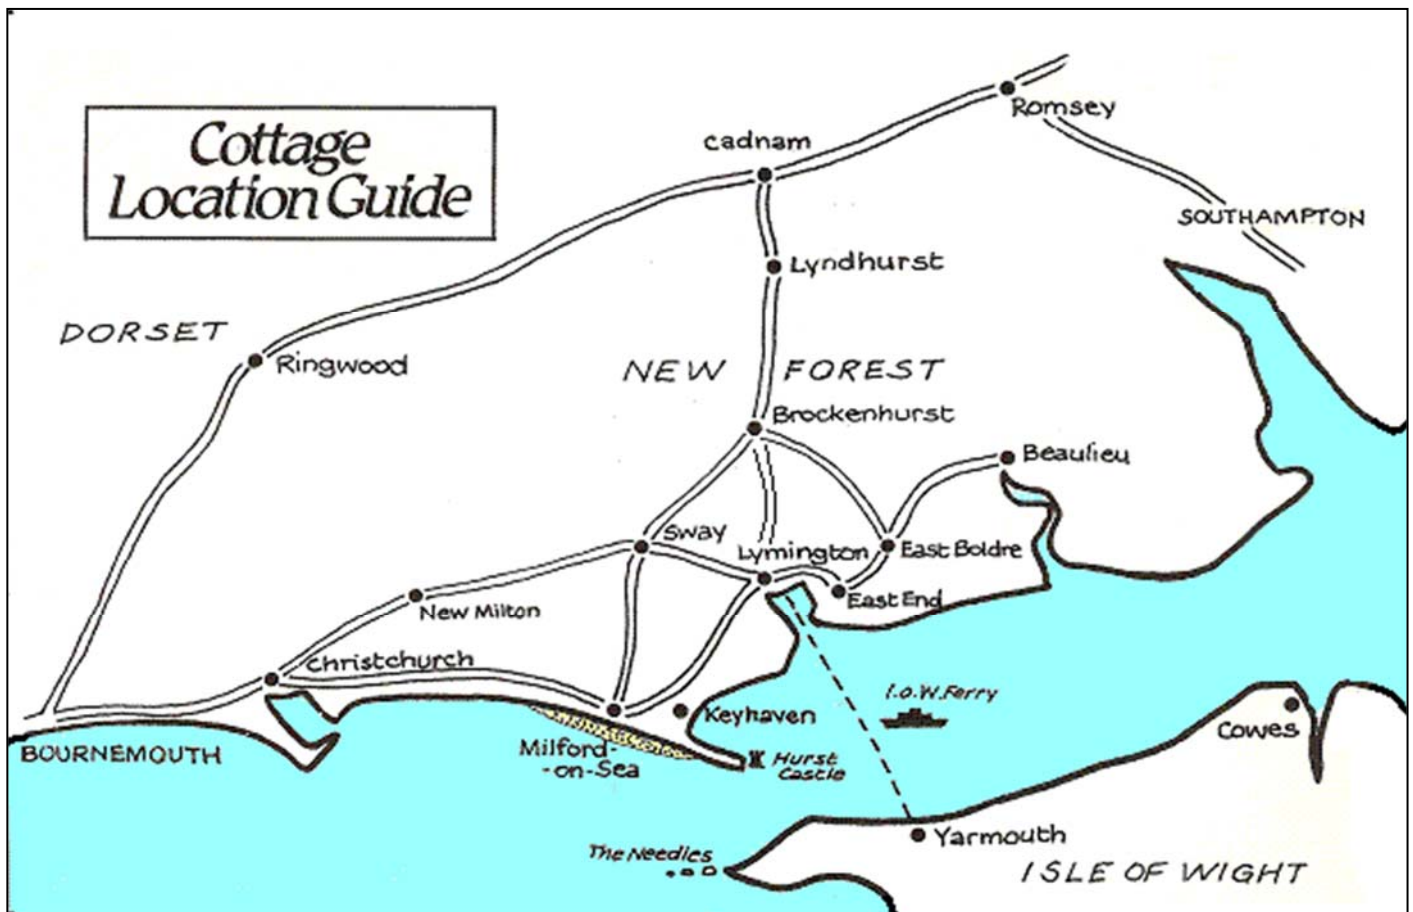 Cottage
Location Guide
Romsey
cadnam
SOUTHAMPTON
Lyndhurst
DORSET
Ringwood
NEW FOREST
Brockenhurst
Beaulieu
Sway
Lymington
East Boldre
East End
New Milton
Christchurch
I.o.W. Ferry
Keyhaven
Cowes
BOURNEMOUTH
Milford-
-on-Sea
Hurst
Castle
Yarmouth
The Needles
ISLE OF WIGHT